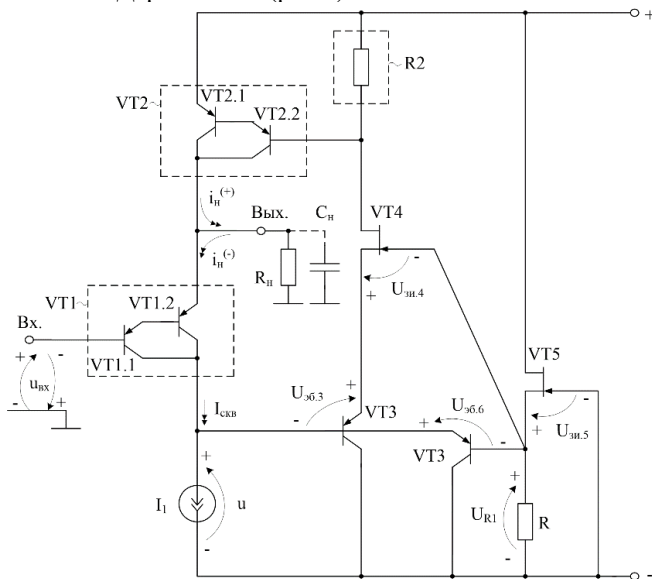 +
R2
VT2.1
VT2
VT2.2
iн(+)
Вых.
Cн
VT4
iн(-)
Rн
-
+
Uзи.4
VT1
VT1.2
Вх.
VT1.1
+
-
uвх
-
+
VT5
Iскв
Uэб.3
+
-
VT3
Uэб.6
+
-
VT3
-
+
Uзи.5
I1
+
u
-
+
UR1
-
R
-